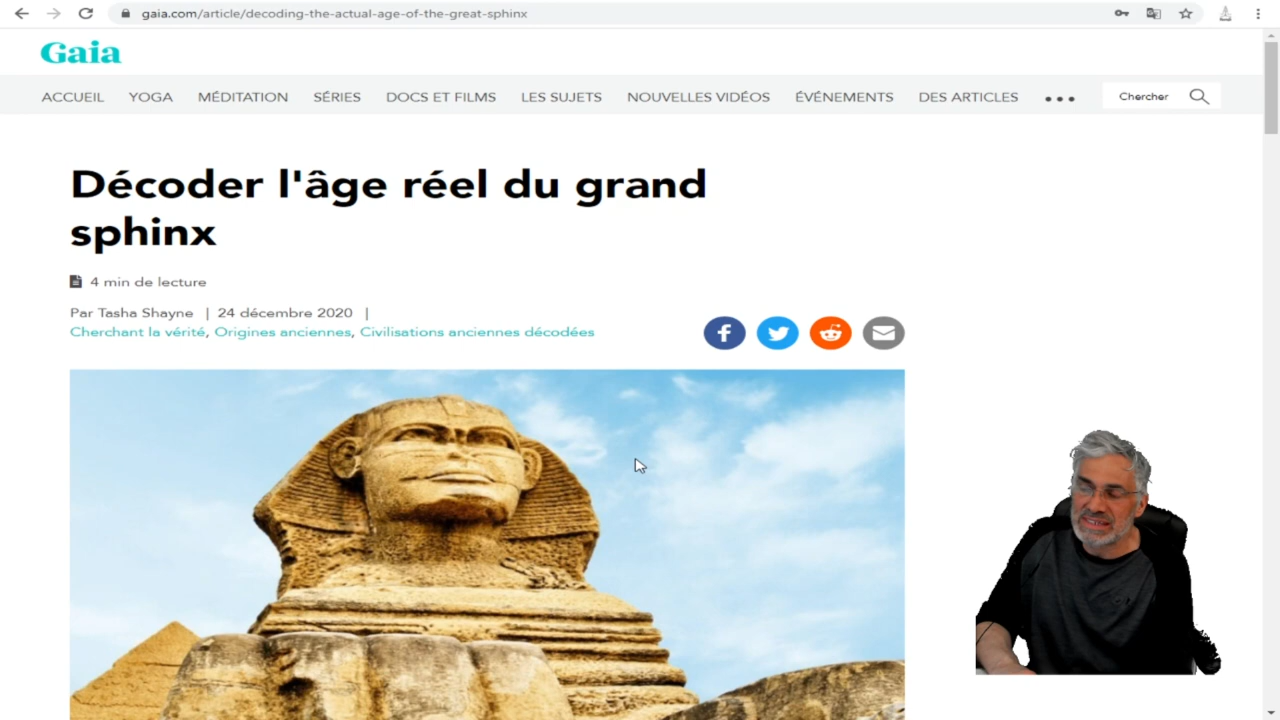 gaia.com/article/decoding-the-actual-age-of-the-great-sphinx
Gaia
ACCUEIL YOGA MÉDITATION SÉRIES DOCS ET FILMS LES SUJETS NOUVELLES VIDÉOS ÉVÉNEMENTS DES ARTICLES ••• Chercher
Décoder l'âge réel du grand
sphinx
4 min de lecture
Par Tasha Shayne | 24 décembre 2020 |
Cherchant la vérité, Origines anciennes, Civilisations anciennes décodées